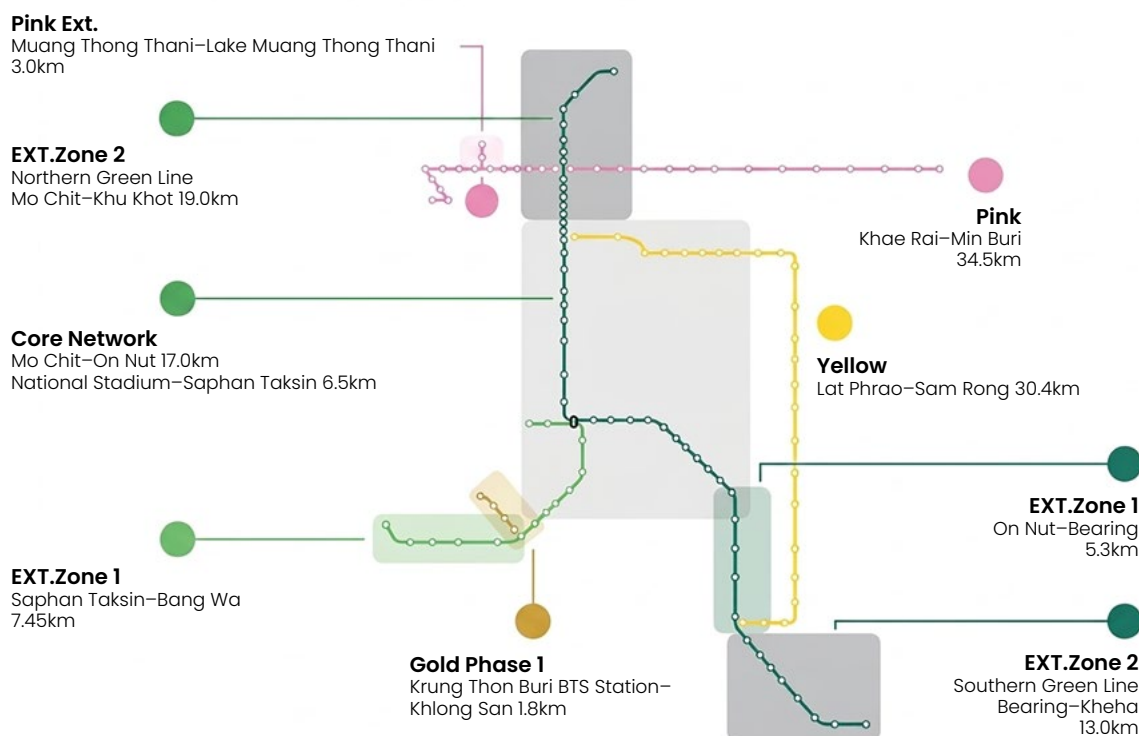 Pink Ext.
Muang Thong Thani–Lake Muang Thong Thani
3.0km
EXT.Zone 2
Northern Green Line
Mo Chit–Khu Khot 19.0km
Pink
Khae Rai–Min Buri
34.5km
Core Network
Mo Chit–On Nut 17.0km
National Stadium–Saphan Taksin 6.5km
Yellow
Lat Phrao–Sam Rong 30.4km
EXT.Zone 1
On Nut–Bearing
5.3km
EXT.Zone 1
Saphan Taksin–Bang Wa
7.45km
Gold Phase 1
Krung Thon Buri BTS Station–
Khlong San 1.8km
EXT.Zone 2
Southern Green Line
Bearing–Kheha
13.0km